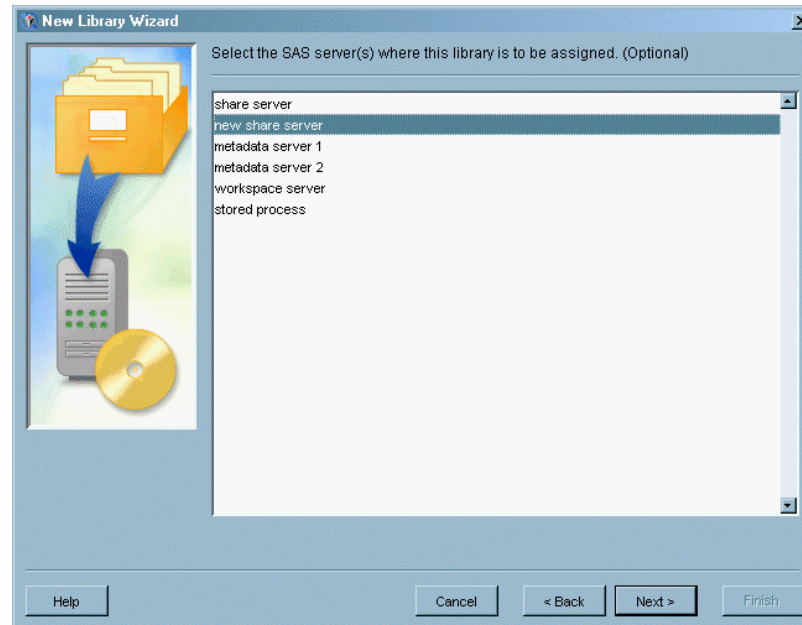 New Library Wizard
Select the SAS server(s) where this library is to be assigned. (Optional)
share server
new share server
metadata server 1
metadata server 2
workspace server
stored process
Help
Cancel
< Back
Next >
Finish